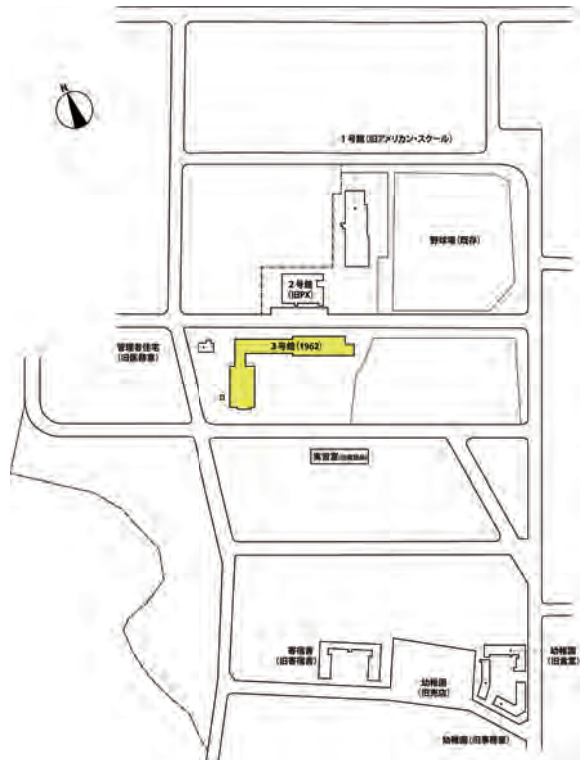 N
1号館(旧アメリカン・スクール)
野球場(既存)
2号館
(旧PX)
管理者住宅
(旧医務室)
3号館(1962)
実習室
寄宿舎
(旧寄宿舎)
幼稚園
(旧売店)
幼稚園
(旧食堂)
幼稚園(旧事務室)